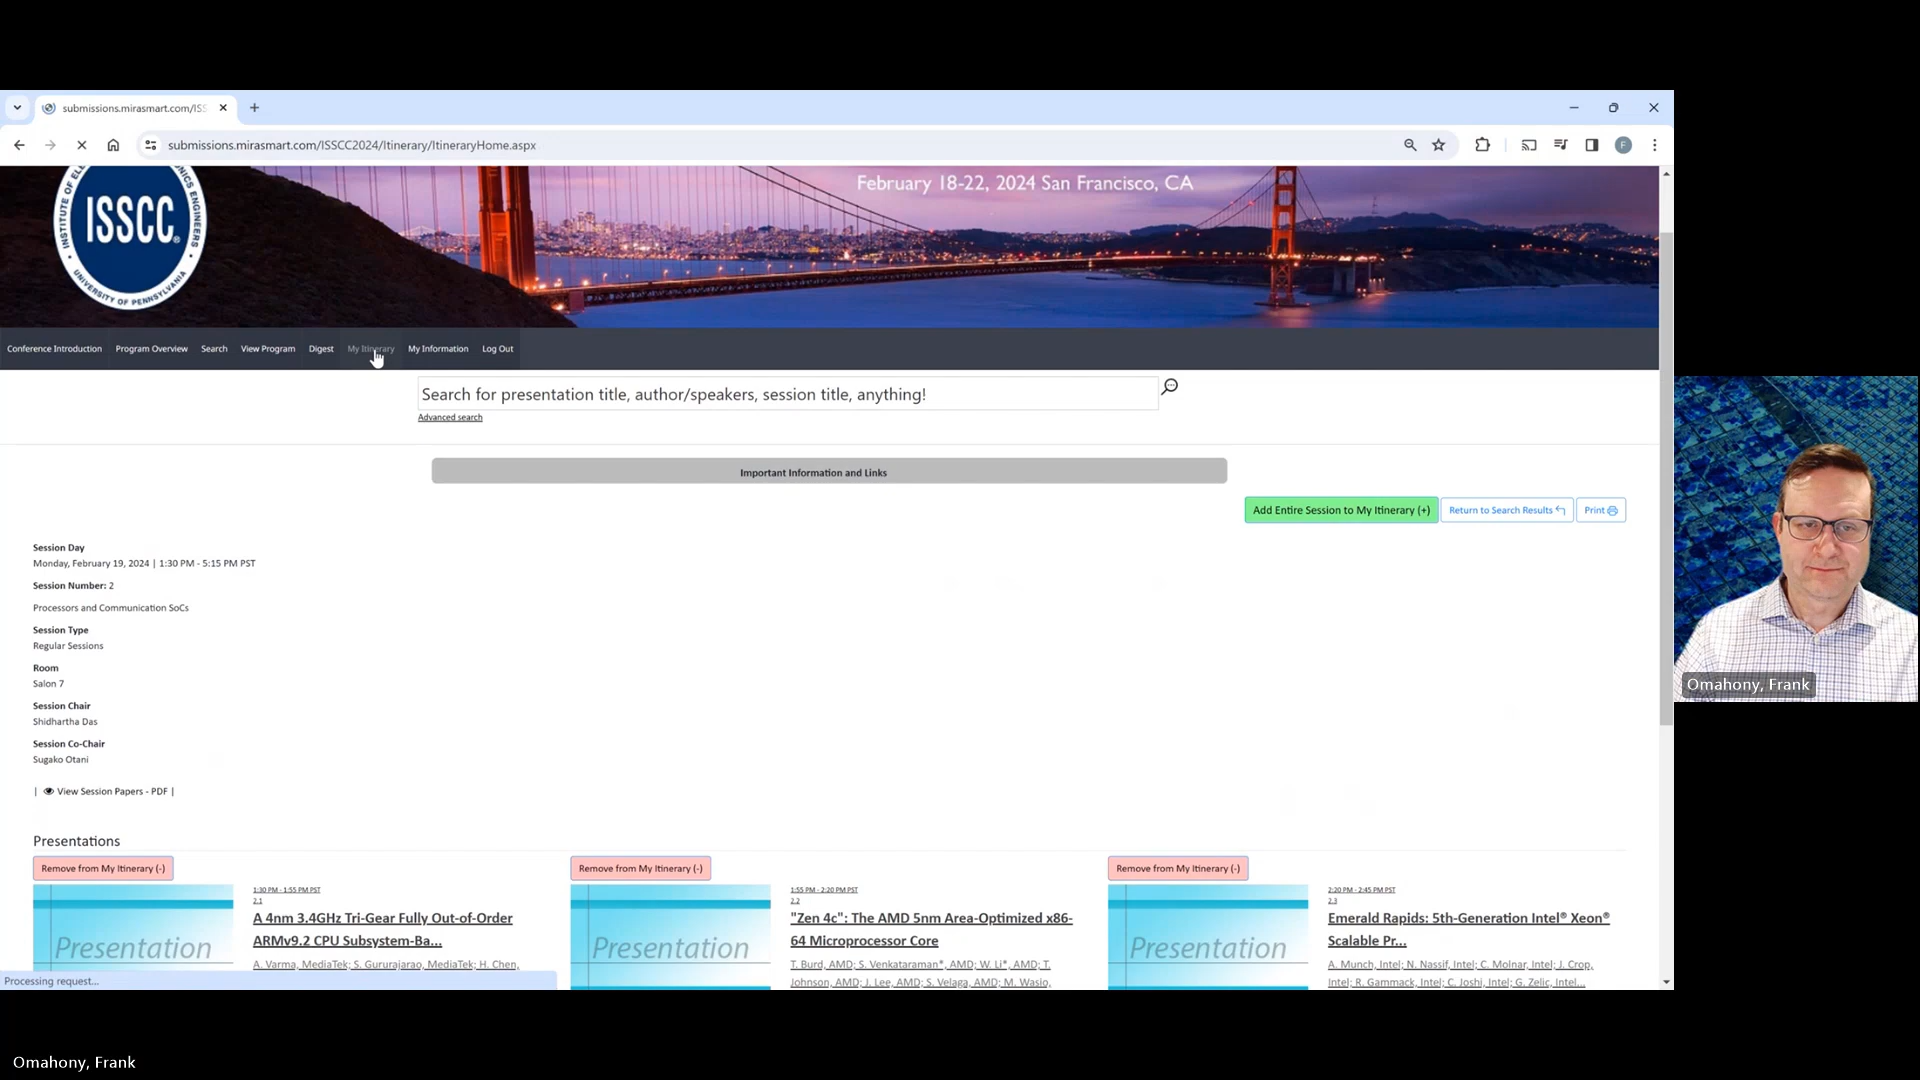 submissions.mirasmart.com/ISS
submissions.mirasmart.com/ISSCC2024/Itinerary/ItineraryHome.aspx
F
February 18-22, 2024 San Francisco, CA
ISSCC
UNIVERSITY OF PENNSYLVANIA
Conference Introduction Program Overview Search View Program Digest My Itinerary My Information Log Out
Search for presentation title, author/speakers, session title, anything!
Advanced search
Important Information and Links
Add Entire Session to My Itinerary (+) Return to Search Results Print
Session Day
Monday, February 19, 2024 | 1:30 PM - 5:15 PM PST
Session Number: 2
Processors and Communication SoCs
Session Type
Regular Sessions
Room
Salon 7
Session Chair
Shidhartha Das
Session Co-Chair
Sugako Otani
| View Session Papers - PDF |
Presentations
Remove from My Itinerary (-) Remove from My Itinerary (-) Remove from My Itinerary (-)
Presentation
1:30 PM - 1:55 PM PST
2.1
A 4nm 3.4GHz Tri-Gear Fully Out-of-Order
ARMv9.2 CPU Subsystem-Ba...
A. Varma, MediaTek; S. Gururajarao, MediaTek; H. Chen,
Presentation
1:55 PM - 2:20 PM PST
2.2
"Zen 4c": The AMD 5nm Area-Optimized x86-
64 Microprocessor Core
T. Burd, AMD; S. Venkataraman*, AMD; W. Li*, AMD; T.
Johnson, AMD; J. Lee, AMD; S. Velaga, AMD; M. Wasio,
Presentation
2:20 PM - 2:45 PM PST
2.3
Emerald Rapids: 5th-Generation Intel® Xeon®
Scalable Pr...
A. Munch, Intel; N. Nassif, Intel; C. Molnar, Intel; J. Crop,
Intel; R. Gammack, Intel; C. Joshi, Intel; G. Zelic, Intel...
Processing request...
Omahony, Frank
Omahony, Frank